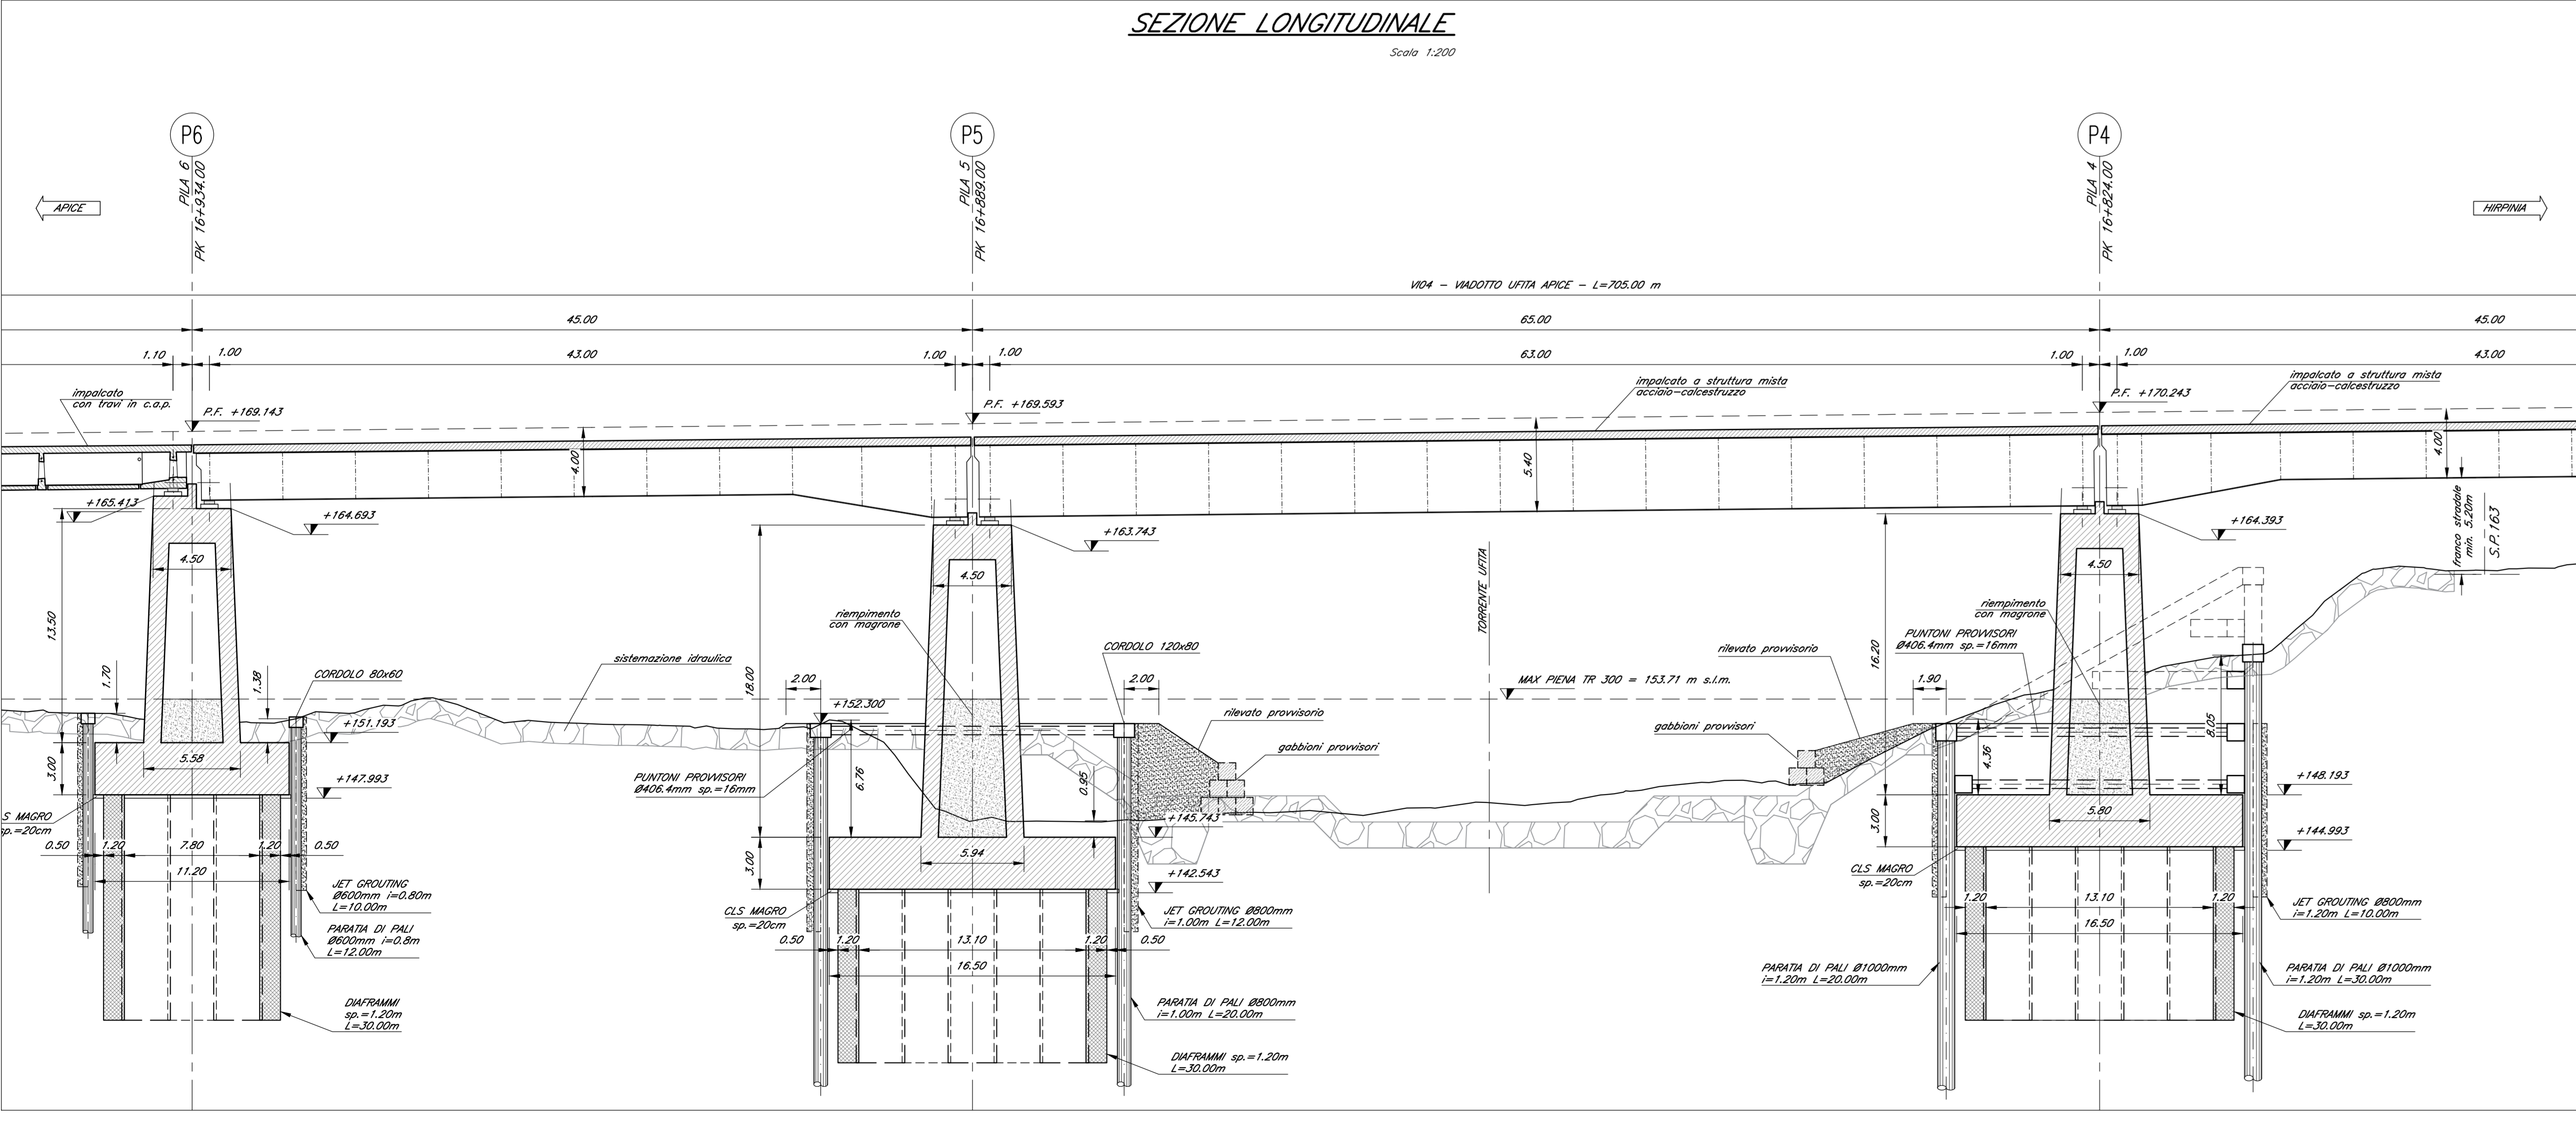 SEZIONE LONGITUDINALE
Scala 1:200
P6
P5
P4
PILA 6
PK 16+934.00
PILA 5
PK 16+889.00
PILA 4
PK 16+824.00
APICE
HIRPINIA
VI04 - VIADOTTO UFITA APICE - L=705.00 m
45.00
65.00
45.00
1.10
1.00
43.00
1.00
1.00
63.00
1.00
1.00
43.00
impalcato
con travi in c.a.p.
P.F. +169.143
P.F. +169.593
impalcato a struttura mista
acciaio-calcestruzzo
P.F. +170.243
impalcato a struttura mista
acciaio-calcestruzzo
4.00
5.40
4.00
+165.413
+164.693
+163.743
+164.393
franco stradale
min. 5.20m
S.P.163
4.50
4.50
4.50
13.50
18.00
16.20
TORRENTE UFITA
riempimento
con magrone
riempimento
con magrone
PUNTONI PROVVISORI
Ø406.4mm sp.=16mm
1.70
1.38
CORDOLO 80x60
sistemazione idraulica
CORDOLO 120x80
rilevato provvisorio
2.00
2.00
MAX PIENA TR 300 = 153.71 m s.l.m.
1.90
+151.193
+152.300
rilevato provvisorio
gabbioni provvisori
gabbioni provvisori
8.05
4.36
3.00
5.58
+147.993
PUNTONI PROVVISORI
Ø406.4mm sp.=16mm
6.76
0.95
+145.743
+148.193
S MAGRO
sp.=20cm
3.00
5.80
+144.993
0.50
1.20
7.80
1.20
0.50
11.20
3.00
5.94
+142.543
CLS MAGRO
sp.=20cm
JET GROUTING
Ø600mm i=0.80m
L=10.00m
PARATIA DI PALI
Ø600mm i=0.8m
L=12.00m
DIAFRAMMI
sp.=1.20m
L=30.00m
CLS MAGRO
sp.=20cm
0.50
1.20
13.10
1.20
0.50
16.50
JET GROUTING Ø800mm
i=1.00m L=12.00m
PARATIA DI PALI Ø800mm
i=1.00m L=20.00m
DIAFRAMMI sp.=1.20m
L=30.00m
1.20
13.10
1.20
16.50
JET GROUTING Ø800mm
i=1.20m L=10.00m
PARATIA DI PALI Ø1000mm
i=1.20m L=20.00m
PARATIA DI PALI Ø1000mm
i=1.20m L=30.00m
DIAFRAMMI sp.=1.20m
L=30.00m